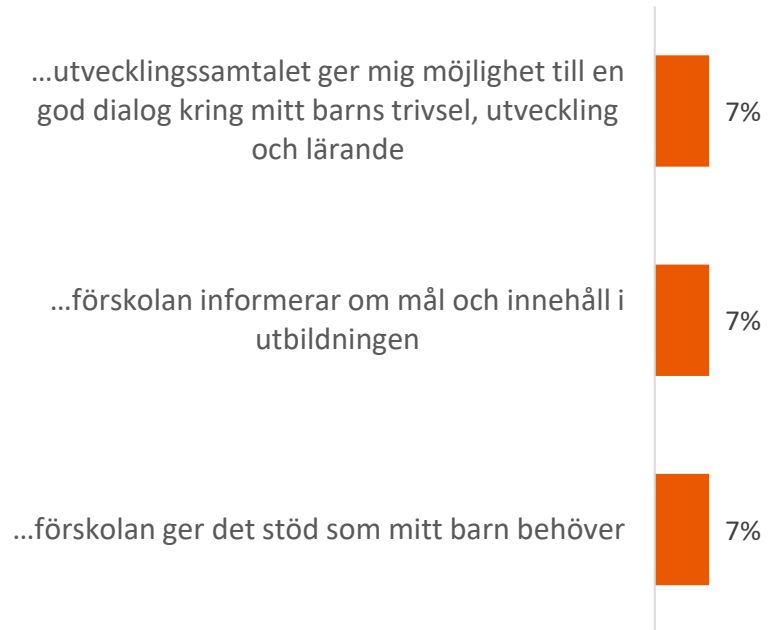 ...utvecklingssamtalet ger mig möjlighet till en
god dialog kring mitt barns trivsel, utveckling
och lärande
7%
...förskolan informerar om mål och innehåll i
utbildningen
7%
...förskolan ger det stöd som mitt barn behöver
7%